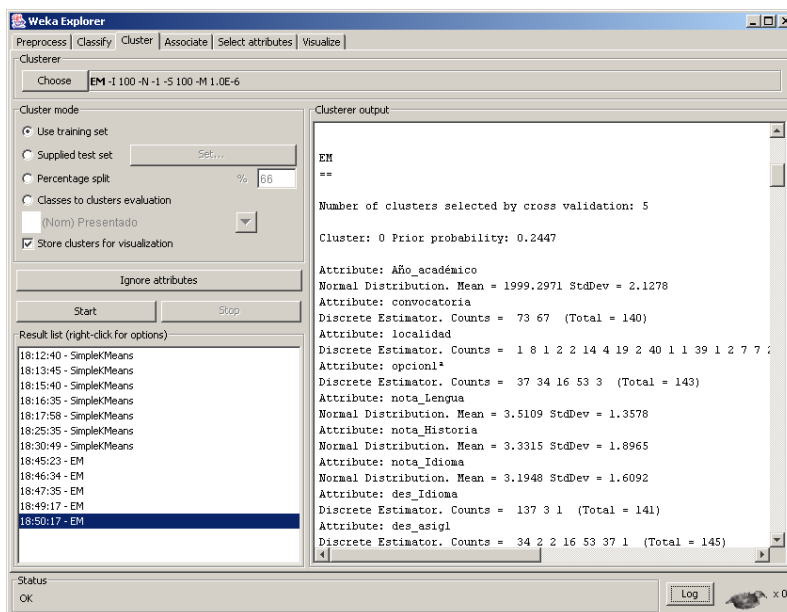 Weka Explorer
Preprocess Classify Cluster Associate Select attributes Visualize
Clusterer
Choose EM -I 100 -N -1 -S 100 -M 1.0E-6
Cluster mode
Use training set
Supplied test set Set...
Percentage split % 66
Classes to clusters evaluation
(Nom) Presentado
Store clusters for visualization
Ignore attributes
Start Stop
Result list (right-click for options)
18:12:40 - SimpleKMeans
18:13:45 - SimpleKMeans
18:15:40 - SimpleKMeans
18:16:35 - SimpleKMeans
18:17:58 - SimpleKMeans
18:25:35 - SimpleKMeans
18:30:49 - SimpleKMeans
18:45:23 - EM
18:46:34 - EM
18:47:35 - EM
18:49:17 - EM
18:50:17 - EM
Clusterer output
EM
==
Number of clusters selected by cross validation: 5
Cluster: 0 Prior probability: 0.2447
Attribute: Año_académico
Normal Distribution. Mean = 1999.2971 StdDev = 2.1278
Attribute: convocatoria
Discrete Estimator. Counts = 73 67 (Total = 140)
Attribute: localidad
Discrete Estimator. Counts = 1 8 1 2 2 14 4 19 2 40 1 1 39 1 2 7 7 2
Attribute: opcion1ª
Discrete Estimator. Counts = 37 34 16 53 3 (Total = 143)
Attribute: nota_Lengua
Normal Distribution. Mean = 3.5109 StdDev = 1.3578
Attribute: nota_Historia
Normal Distribution. Mean = 3.3315 StdDev = 1.8965
Attribute: nota_Idioma
Normal Distribution. Mean = 3.1948 StdDev = 1.6092
Attribute: des_Idioma
Discrete Estimator. Counts = 137 3 1 (Total = 141)
Attribute: des_asig1
Discrete Estimator. Counts = 34 2 2 16 53 37 1 (Total = 145)
Status
OK
Log x 0